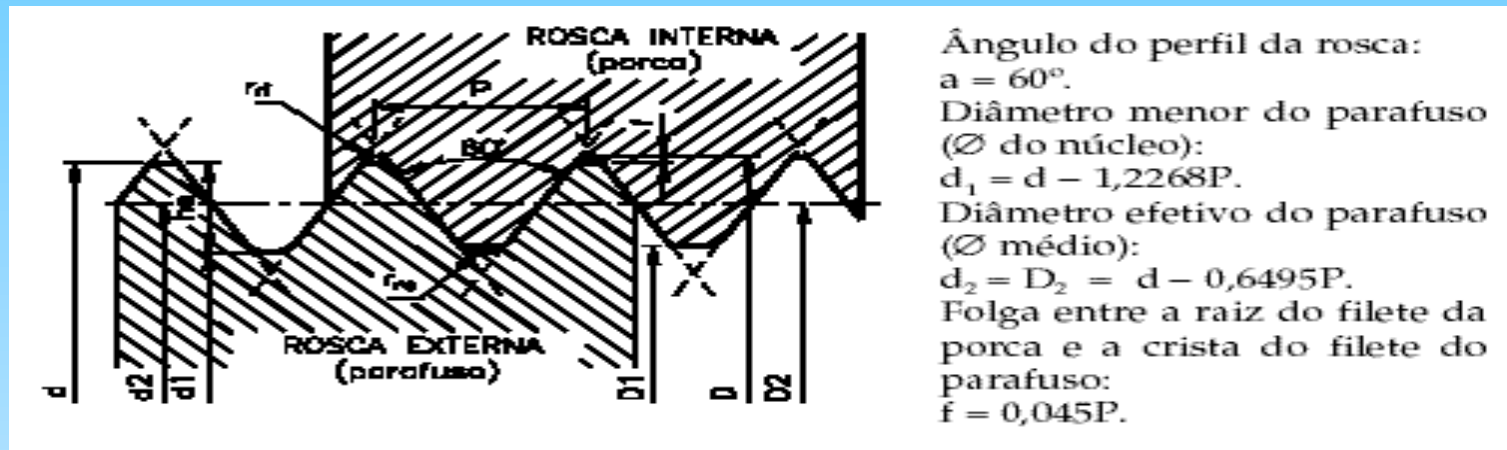 ROSCA INTERNA
(porca)
P
60°
d
d2
d1
he
ROSCA EXTERNA
(parafuso)
D1
D
D2
Ângulo do perfil da rosca:
a = 60º.
Diâmetro menor do parafuso
(Ø do núcleo):
d₁ = d – 1,2268P.
Diâmetro efetivo do parafuso
(Ø médio):
d₂ = D₂ = d – 0,6495P.
Folga entre a raiz do filete da
porca e a crista do filete do
parafuso:
f = 0,045P.